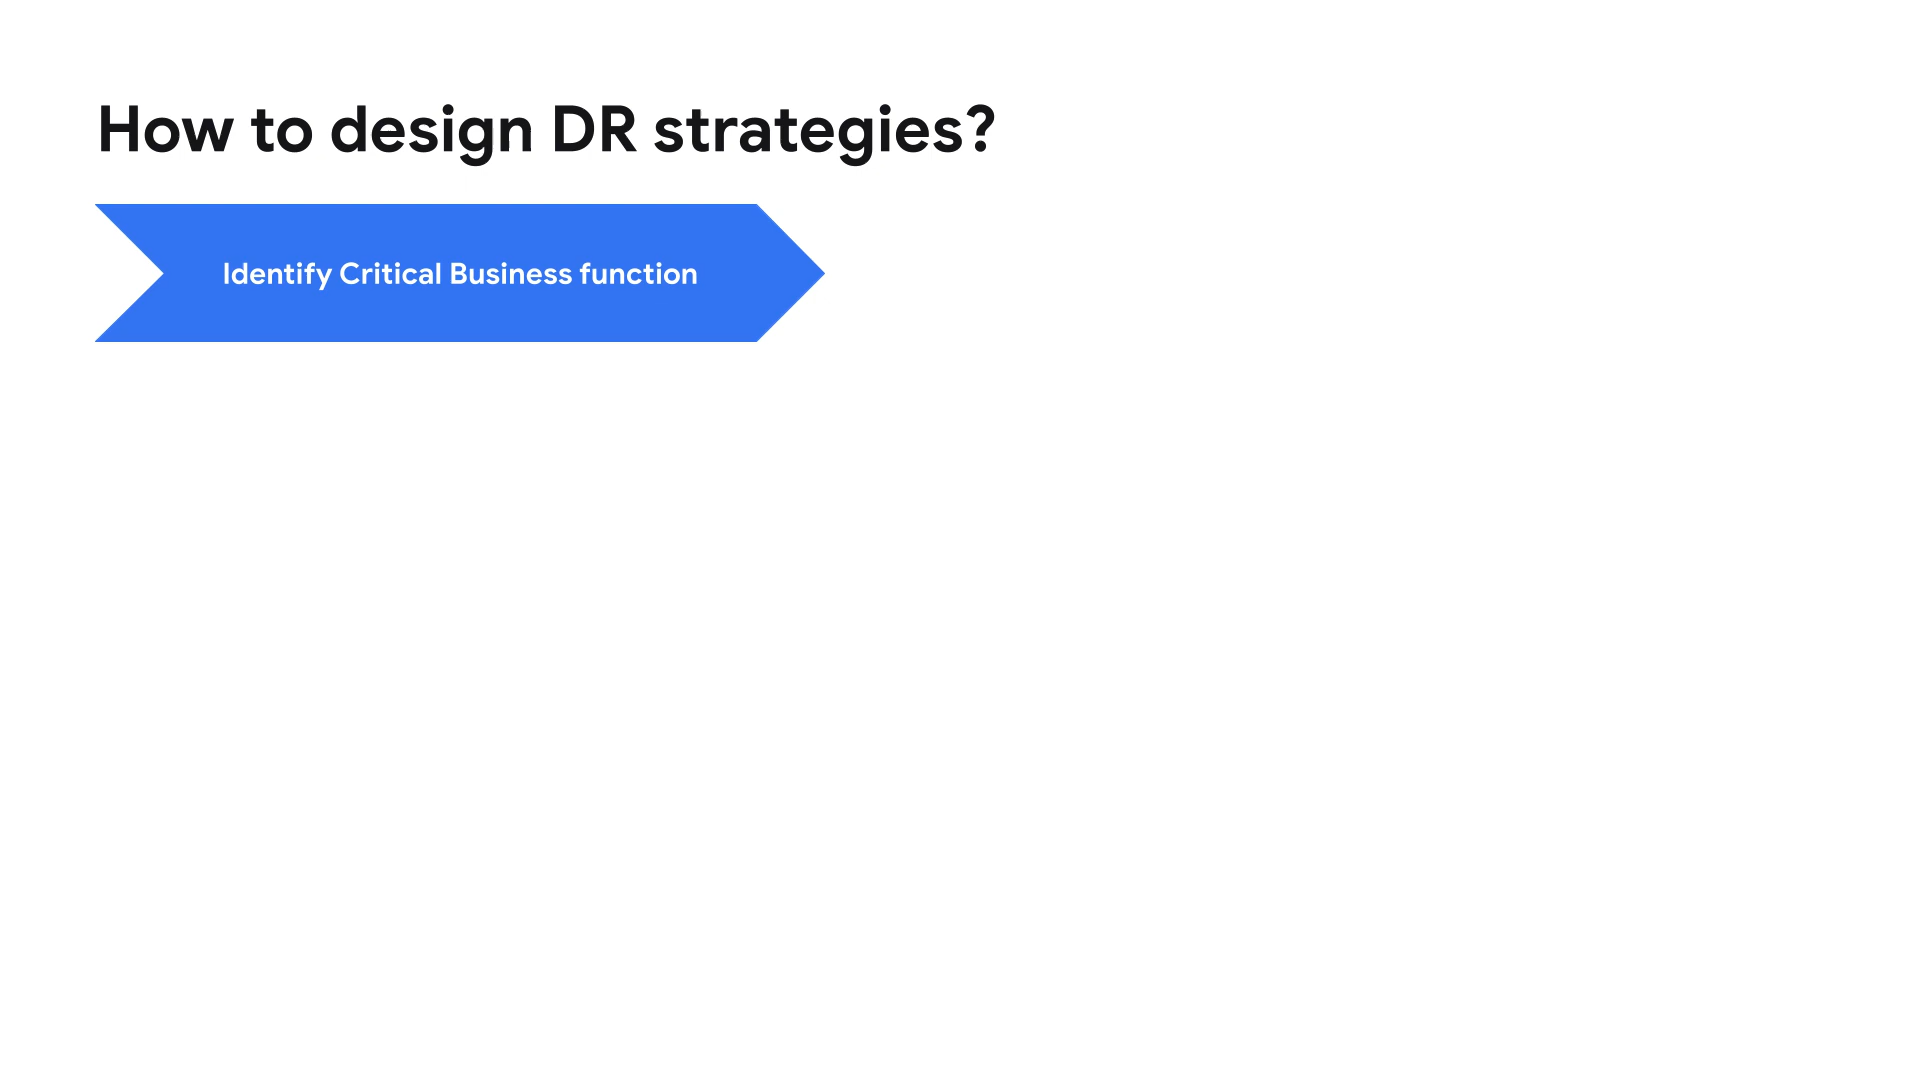 How to design DR strategies?
Identify Critical Business function